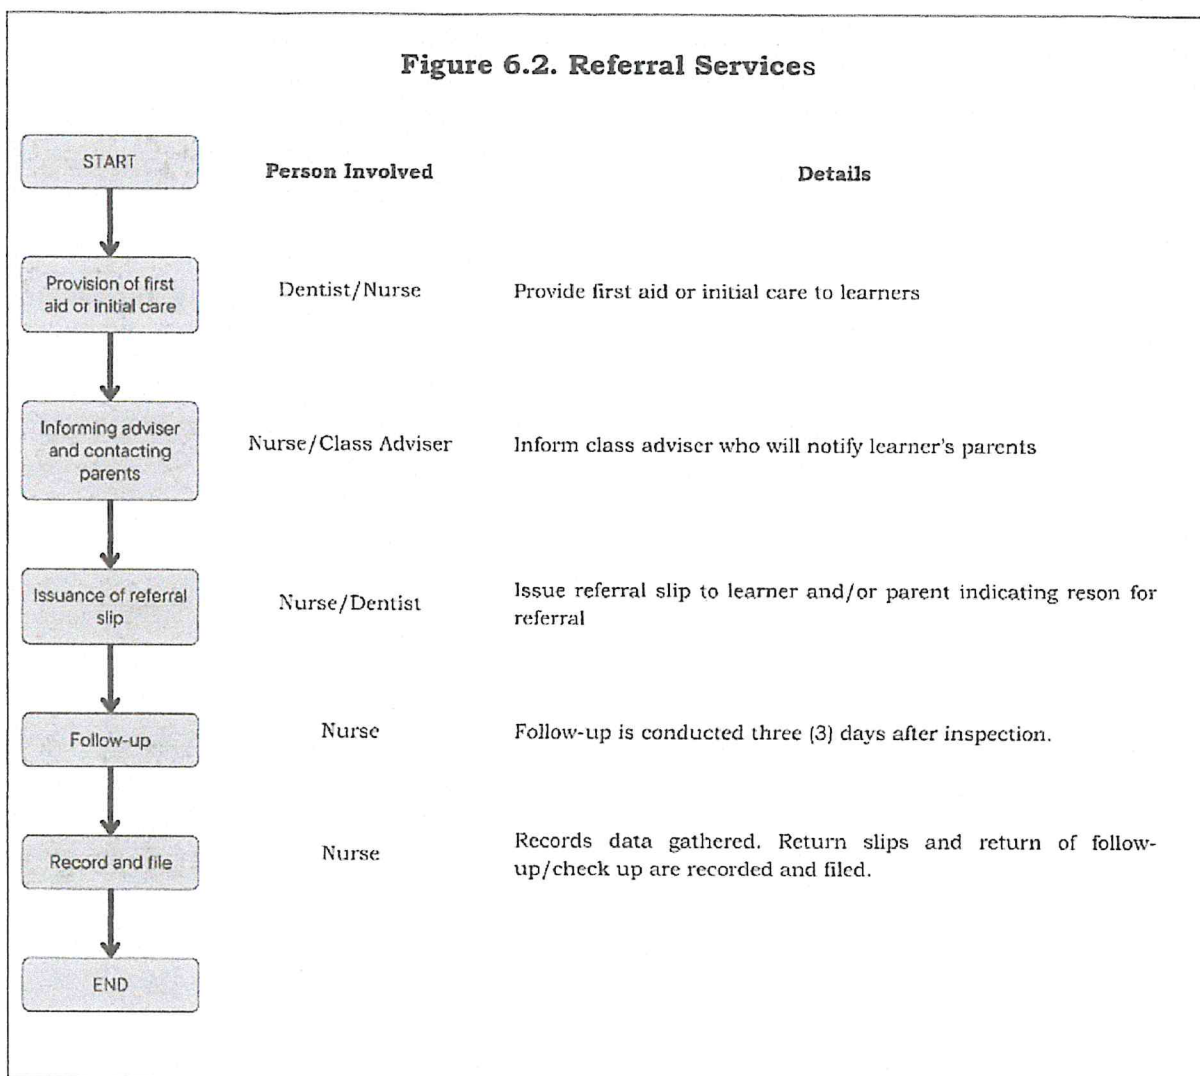 Figure 6.2. Referral Services
START
Person Involved
Details
Provision of first
aid or initial care
Dentist/Nurse
Provide first aid or initial care to learners
Informing adviser
and contacting
parents
Nurse/Class Adviser
Inform class adviser who will notify learner's parents
Issuance of referral
slip
Nurse/Dentist
Issue referral slip to learner and/or parent indicating reson for
referral
Follow-up
Nurse
Follow-up is conducted three (3) days after inspection.
Record and file
Nurse
Records data gathered. Return slips and return of follow-
up/check up are recorded and filed.
END